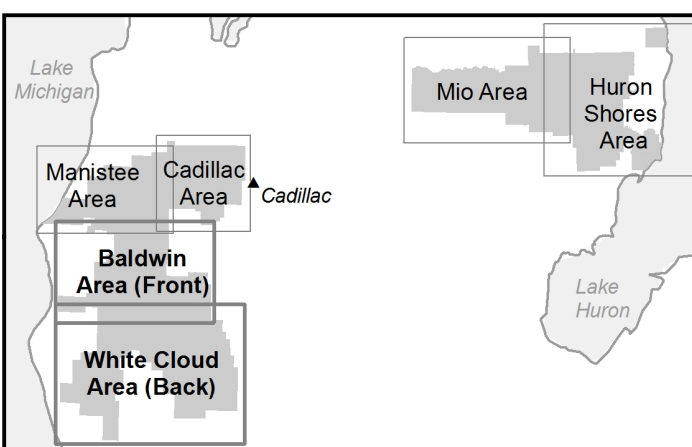 Lake
Michigan
Mio Area
Huron
Shores
Area
Manistee
Area
Cadillac
Area
Cadillac
Baldwin
Area (Front)
Lake
Huron
White Cloud
Area (Back)